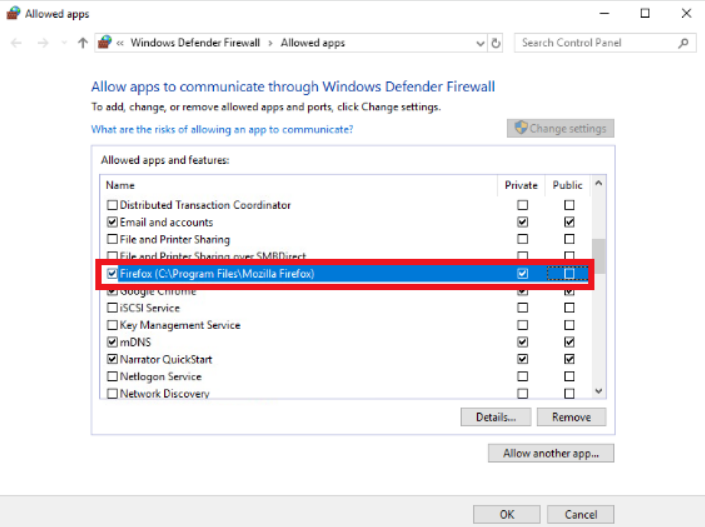 Allowed apps
« Windows Defender Firewall > Allowed apps
Search Control Panel
Allow apps to communicate through Windows Defender Firewall
To add, change, or remove allowed apps and ports, click Change settings.
What are the risks of allowing an app to communicate?
Change settings
Allowed apps and features:
Name Private Public
Distributed Transaction Coordinator
Email and accounts
File and Printer Sharing
File and Printer Sharing over SMBDirect
Firefox (C:\Program Files\Mozilla Firefox)
Google Chrome
iSCSI Service
Key Management Service
mDNS
Narrator QuickStart
Netlogon Service
Network Discovery
Details... Remove
Allow another app...
OK Cancel